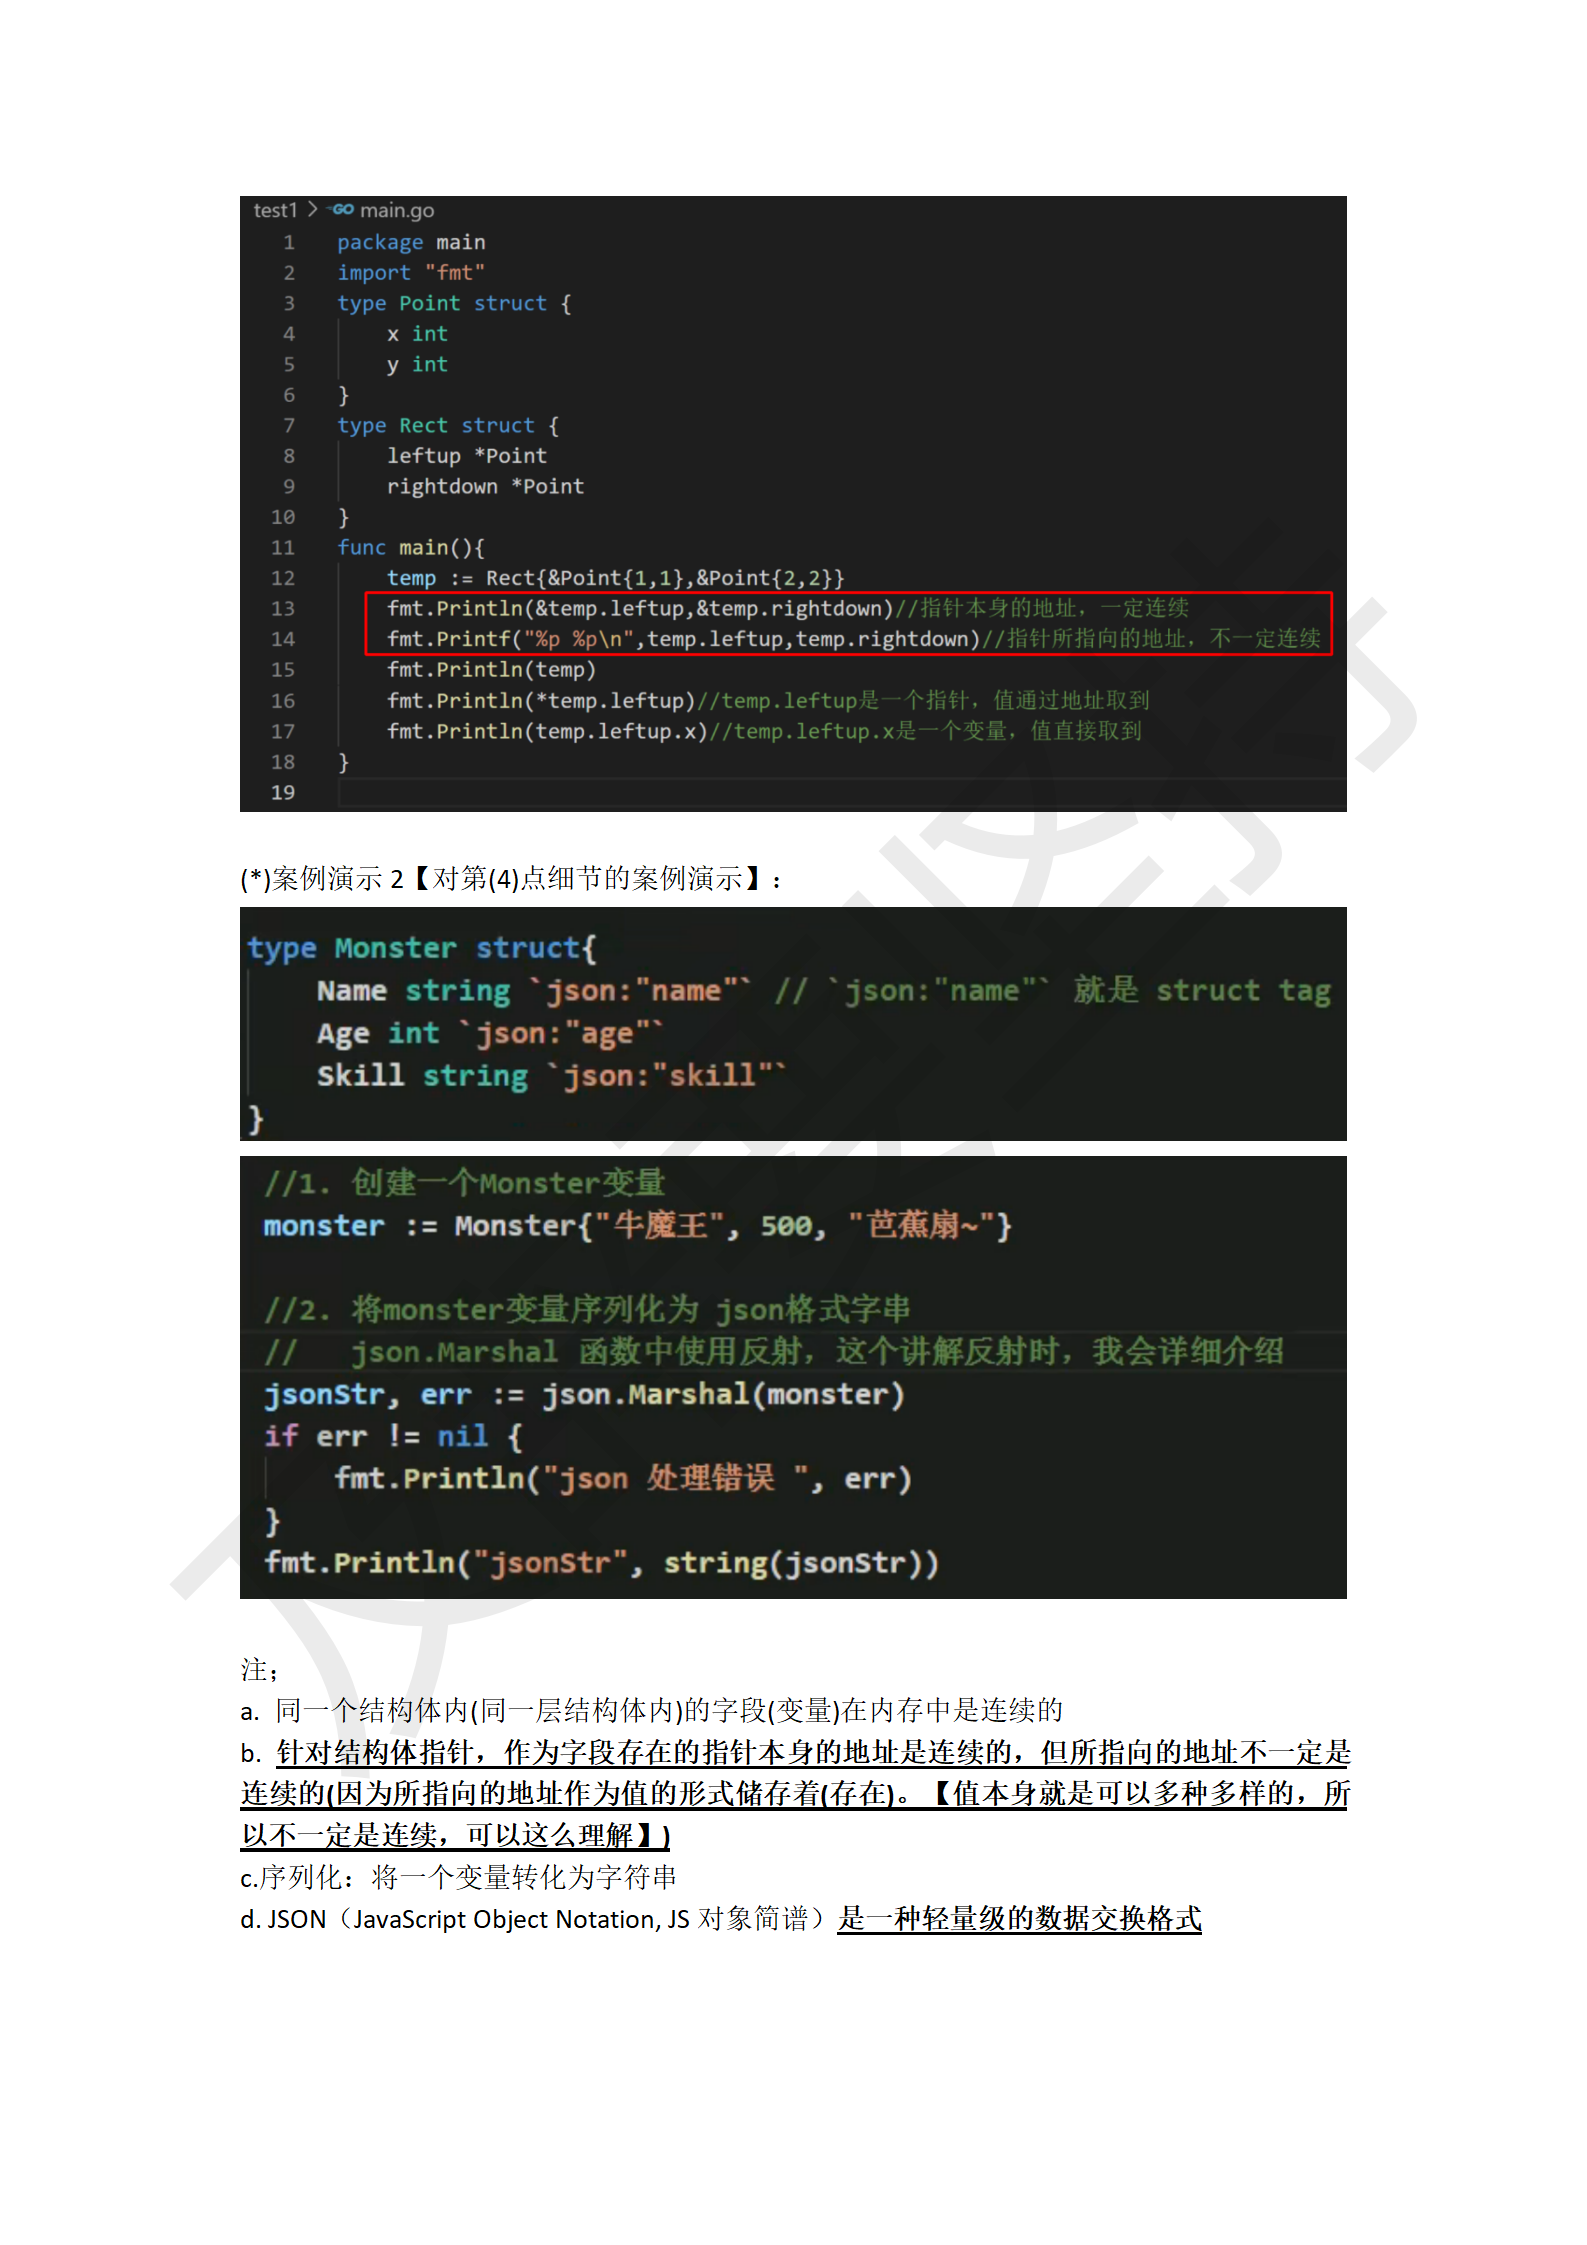 test1 > GO main.go
1 package main
2 import "fmt"
3 type Point struct {
4 x int
5 y int
6 }
7 type Rect struct {
8 leftup *Point
9 rightdown *Point
10 }
11 func main(){
12 temp := Rect{&Point{1,1},&Point{2,2}}
13 fmt.Println(&temp.leftup,&temp.rightdown)//指针本身的地址，一定连续
14 fmt.Printf("%p %p\n",temp.leftup,temp.rightdown)//指针所指向的地址，不一定连续
15 fmt.Println(temp)
16 fmt.Println(*temp.leftup)//temp.leftup是一个指针，值通过地址取到
17 fmt.Println(temp.leftup.x)//temp.leftup.x是一个变量，值直接取到
18 }
19
(*)案例演示 2【对第(4)点细节的案例演示】：
type Monster struct{
Name string `json:"name"` // `json:"name"` 就是 struct tag
Age int `json:"age"`
Skill string `json:"skill"`
}
//1. 创建一个Monster变量
monster := Monster{"牛魔王", 500, "芭蕉扇~"}
//2. 将monster变量序列化为 json格式字串
// json.Marshal 函数中使用反射，这个讲解反射时，我会详细介绍
jsonStr, err := json.Marshal(monster)
if err != nil {
fmt.Println("json 处理错误 ", err)
}
fmt.Println("jsonStr", string(jsonStr))
注；
a. 同一个结构体内(同一层结构体内)的字段(变量)在内存中是连续的
b. 针对结构体指针，作为字段存在的指针本身的地址是连续的，但所指向的地址不一定是
连续的(因为所指向的地址作为值的形式储存着(存在)。【值本身就是可以多种多样的，所
以不一定是连续，可以这么理解】)
c.序列化：将一个变量转化为字符串
d. JSON（JavaScript Object Notation, JS 对象简谱）是一种轻量级的数据交换格式